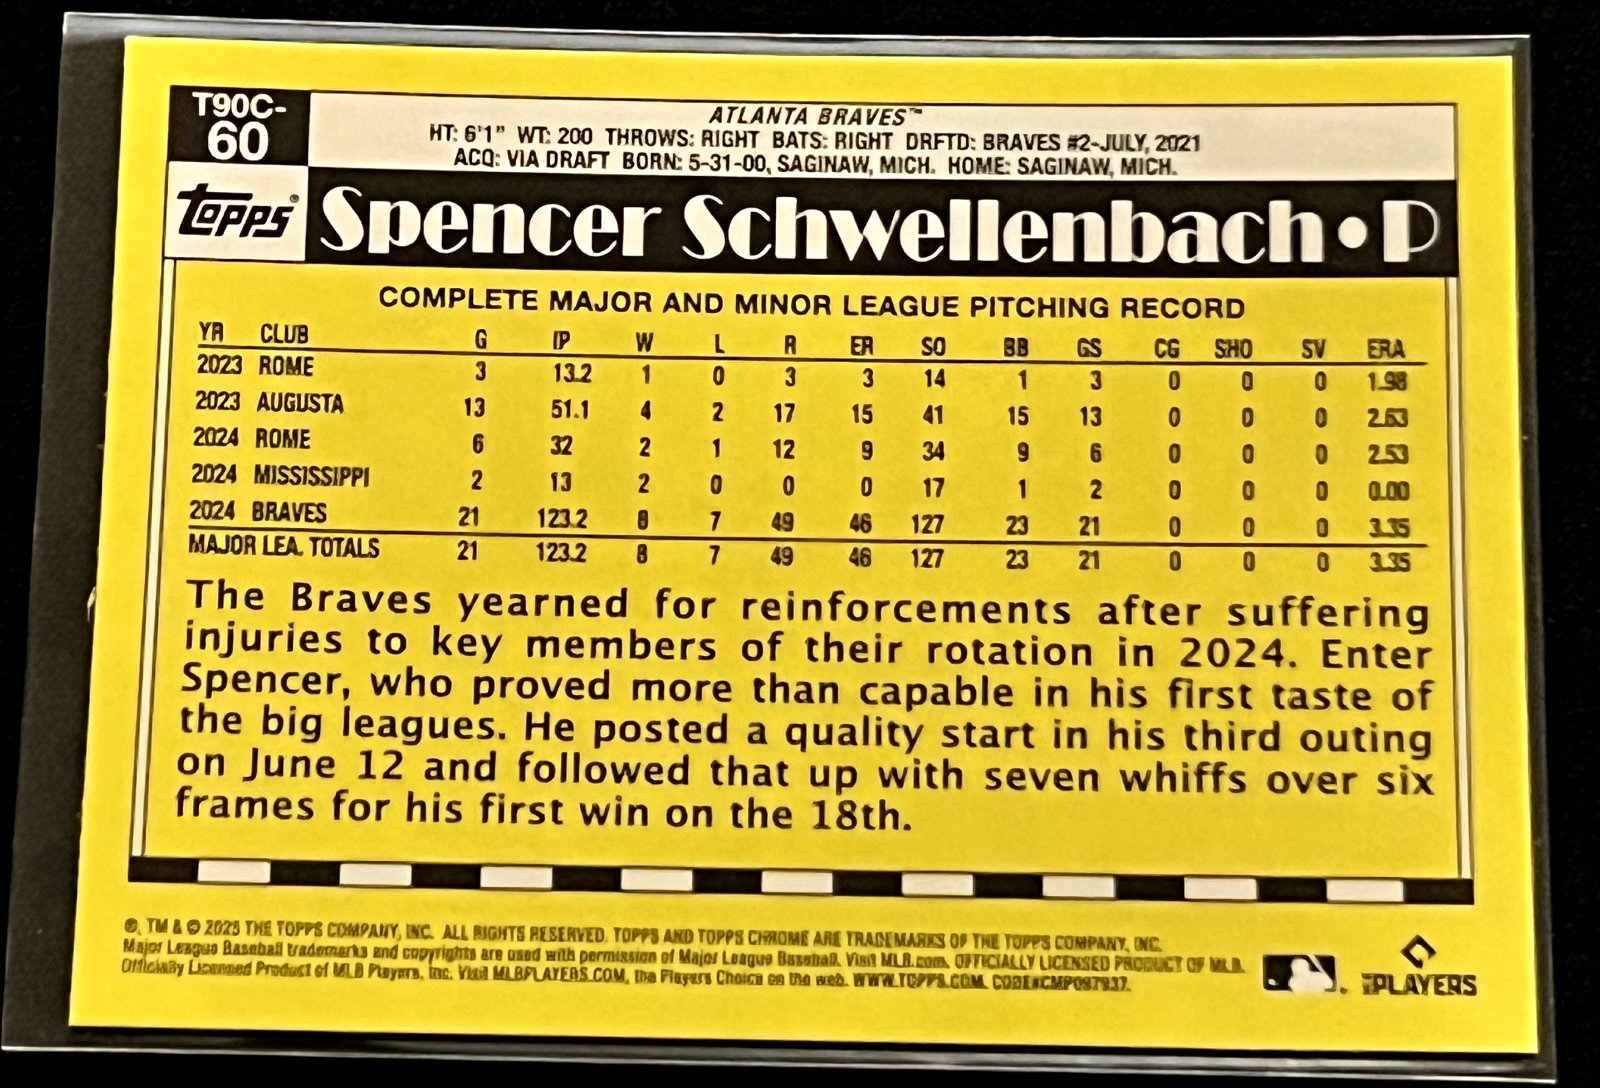 T90C-
60
ATLANTA BRAVES™
HT: 6'1" WT: 200 THROWS: RIGHT BATS: RIGHT DRFTD: BRAVES #2-JULY, 2021
ACQ: VIA DRAFT BORN: 5-31-00, SAGINAW, MICH. HOME: SAGINAW, MICH.
Topps®
Spencer Schwellenbach • P
COMPLETE MAJOR AND MINOR LEAGUE PITCHING RECORD
YR CLUB G IP W L R ER SO BB GS CG SHO SV ERA
2023 ROME 3 13.2 1 0 3 3 14 1 3 0 0 0 1.98
2023 AUGUSTA 13 51.1 4 2 17 15 41 15 13 0 0 0 2.63
2024 ROME 6 32 2 1 12 9 34 9 6 0 0 0 2.53
2024 MISSISSIPPI 2 13 2 0 0 0 17 1 2 0 0 0 0.00
2024 BRAVES 21 123.2 8 7 49 46 127 23 21 0 0 0 3.35
MAJOR LEA. TOTALS 21 123.2 8 7 49 46 127 23 21 0 0 0 3.35
The Braves yearned for reinforcements after suffering
injuries to key members of their rotation in 2024. Enter
Spencer, who proved more than capable in his first taste of
the big leagues. He posted a quality start in his third outing
on June 12 and followed that up with seven whiffs over six
frames for his first win on the 18th.
®, TM & © 2025 THE TOPPS COMPANY, INC. ALL RIGHTS RESERVED. TOPPS AND TOPPS CHROME ARE TRADEMARKS OF THE TOPPS COMPANY, INC.
Major League Baseball trademarks and copyrights are used with permission of Major League Baseball. Visit MLB.com. OFFICIALLY LICENSED PRODUCT OF MLB
Officially Licensed Product of MLB Players, Inc. Visit MLBPLAYERS.COM, the Players Choice on the web. WWW.TOPPS.COM.
PLAYERS